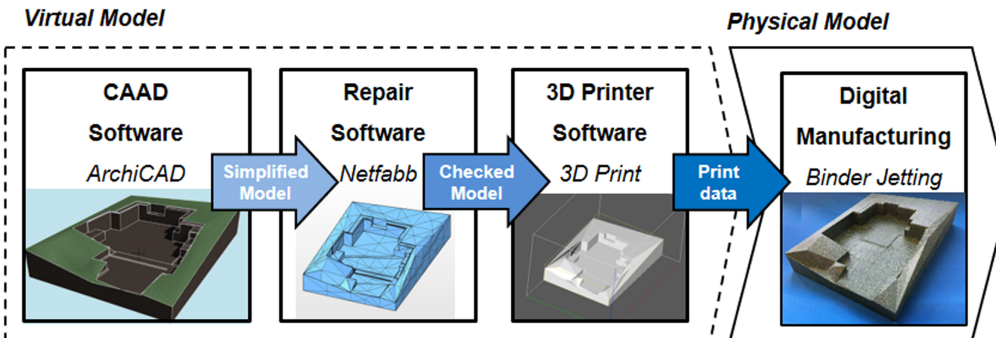 Virtual Model
Physical Model
CAAD
Software
ArchiCAD
Simplified
Model
Repair
Software
Netfabb
Checked
Model
3D Printer
Software
3D Print
Print
data
Digital
Manufacturing
Binder Jetting